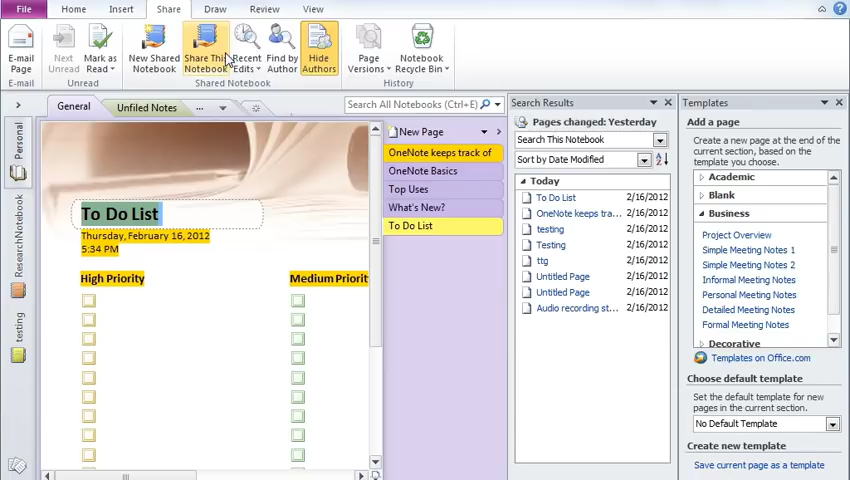 File Home Insert Share Draw Review View
E-mail Page
Next Unread
Mark as Read
New Shared Notebook
Share This Notebook
Recent Edits
Find by Author
Hide Authors
Page Versions
Notebook Recycle Bin
E-mail Unread Shared Notebook History
General Unfiled Notes ... Search All Notebooks (Ctrl+E)
Personal
ResearchNotebook
testing
To Do List
Thursday, February 16, 2012
5:34 PM
High Priority Medium Priorit
New Page
OneNote keeps track of
OneNote Basics
Top Uses
What's New?
To Do List
Search Results
Pages changed: Yesterday
Search This Notebook
Sort by Date Modified
Today
To Do List 2/16/2012
OneNote keeps tra... 2/16/2012
testing 2/16/2012
Testing 2/16/2012
ttg 2/16/2012
Untitled Page 2/16/2012
Untitled Page 2/16/2012
Audio recording st... 2/16/2012
Templates
Add a page
Create a new page at the end of the current section, based on the template you choose.
Academic
Blank
Business
Project Overview
Simple Meeting Notes 1
Simple Meeting Notes 2
Informal Meeting Notes
Personal Meeting Notes
Detailed Meeting Notes
Formal Meeting Notes
Decorative
Templates on Office.com
Choose default template
Set the default template for new pages in the current section.
No Default Template
Create new template
Save current page as a template